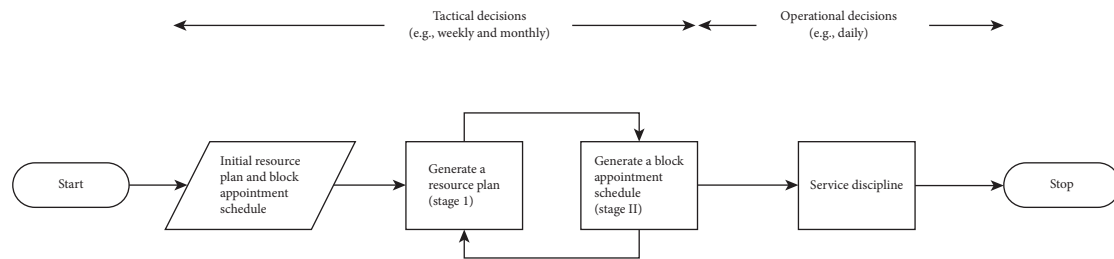 Tactical decisions
(e.g., weekly and monthly)
Operational decisions
(e.g., daily)
Start
Initial resource
plan and block
appointment
schedule
Generate a
resource plan
(stage 1)
Generate a block
appointment
schedule
(stage II)
Service discipline
Stop